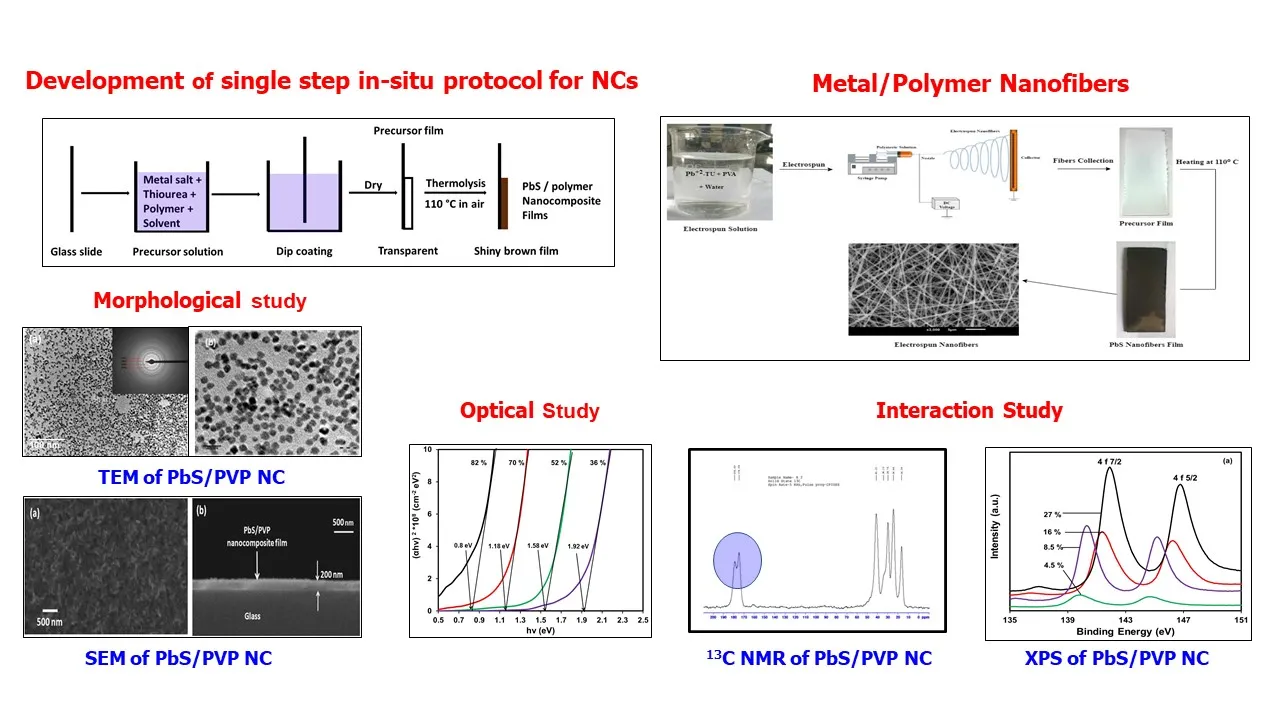 Development of single step in-situ protocol for NCs
Precursur film
Metal salt +
Thiourea +
Polymer +
Solvent
Dry
Thermolysis
110 °C in air
PbS / polymer
Nanocomposite
Films
Glass slide
Precursor solution
Dip coating
Transparent
Shiny brown film
Metal/Polymer Nanofibers
Pb+2-TU + PVA
+ Water
Electrospun Solution
Electrospun
Polymeric Solution
Syringe Pump
Nozzle
Electrospun Nanofibers
Collector
DC
Voltage
Fibers Collection
Heating at 110⁰ C
Precursor Film
PbS Nanofibers Film
Electrospun Nanofibers
Morphological study
(a)
100 nm
(b)
TEM of PbS/PVP NC
(a)
500 nm
(b)
PbS/PVP
nanocomposite film
500 nm
200 nm
Glass
SEM of PbS/PVP NC
Optical Study
(αhν) 2 *10⁸ (cm-2 eV²)
10
8
6
4
2
0
82 %
70 %
52 %
36 %
0.8 eV
1.18 eV
1.58 eV
1.92 eV
0.5 0.7 0.9 1.1 1.3 1.5 1.7 1.9 2.1 2.3 2.5
hν (eV)
Interaction Study
¹³C NMR of PbS/PVP NC
(a)
4 f 7/2
4 f 5/2
27 %
16 %
8.5 %
4.5 %
Intensity (a.u.)
135 139 143 147 151
Binding Energy (eV)
XPS of PbS/PVP NC